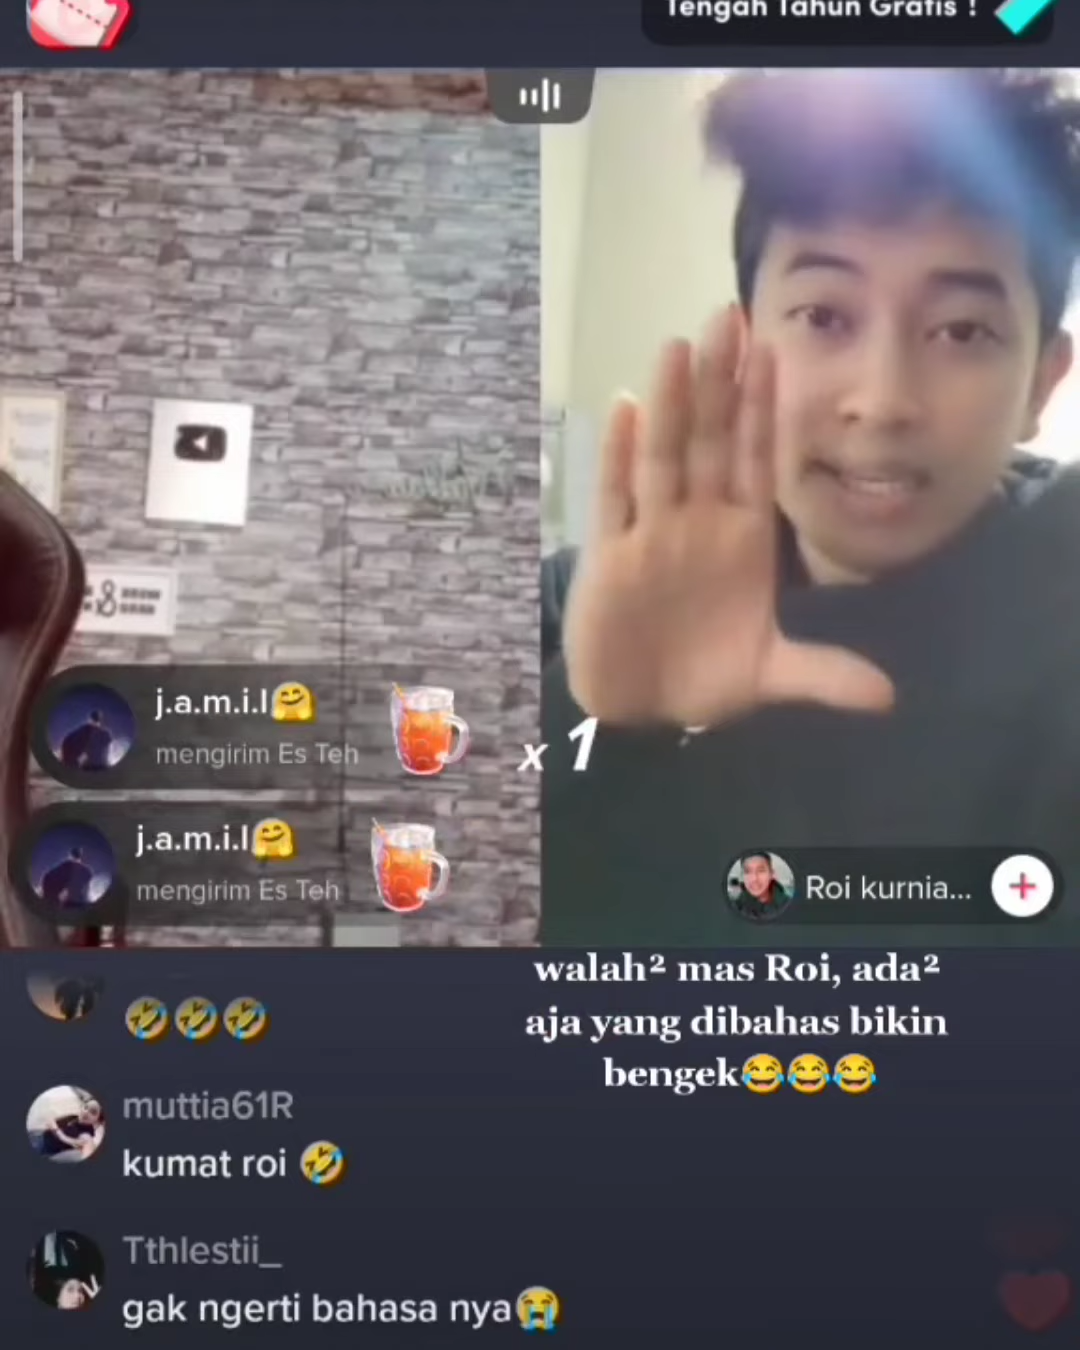 Tengah Tahun Gratis !
j.a.m.i.l🤗
mengirim Es Teh
x 1
j.a.m.i.l🤗
mengirim Es Teh
Roi kurnia...
walah² mas Roi, ada²
aja yang dibahas bikin
bengek😂😂😂
🤣🤣🤣
muttia61R
kumat roi 🤣
Tthlestii_
gak ngerti bahasa nya😭